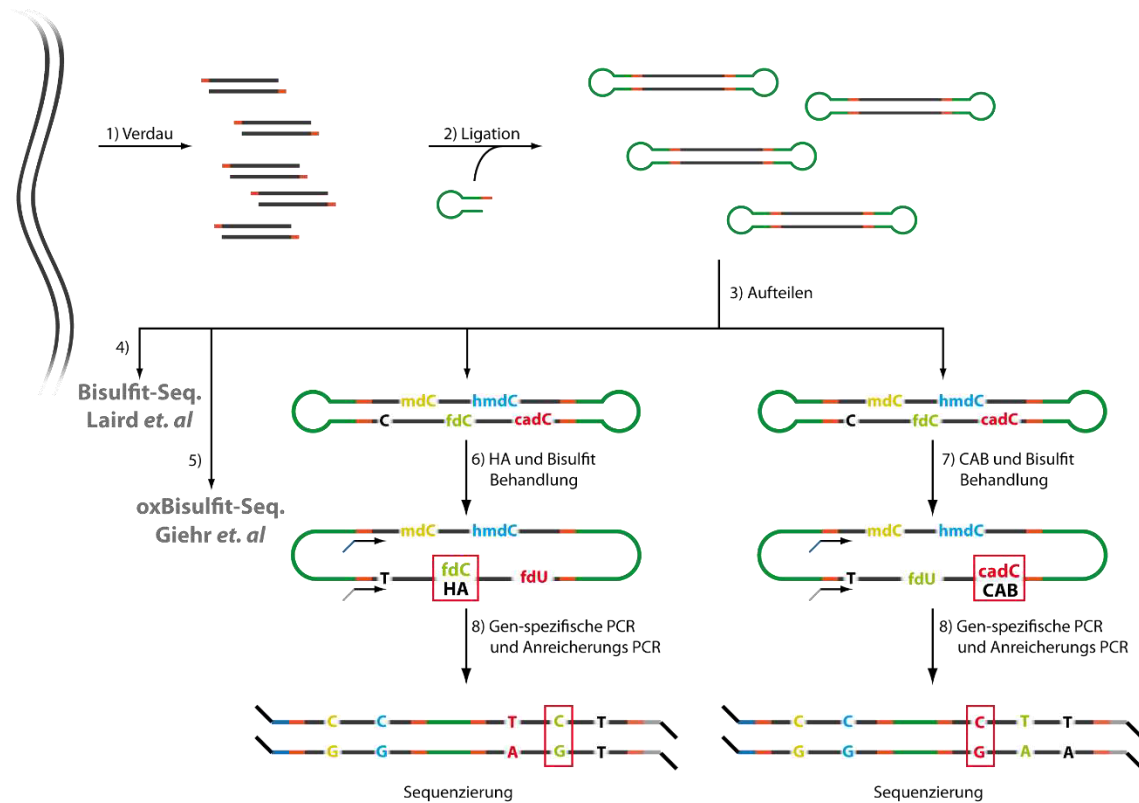 1) Verdau
2) Ligation
3) Aufteilen
4)
Bisulfit-Seq.
Laird et. al
5)
oxBisulfit-Seq.
Giehr et. al
mdC hmdC
C fdC cadC
6) HA und Bisulfit
Behandlung
mdC hmdC
T fdC fdU
HA
8) Gen-spezifische PCR
und Anreicherungs PCR
C C T C T
G G A G T
Sequenzierung
mdC hmdC
C fdC cadC
7) CAB und Bisulfit
Behandlung
mdC hmdC
T fdU cadC
CAB
8) Gen-spezifische PCR
und Anreicherungs PCR
C C C T T
G G G A A
Sequenzierung